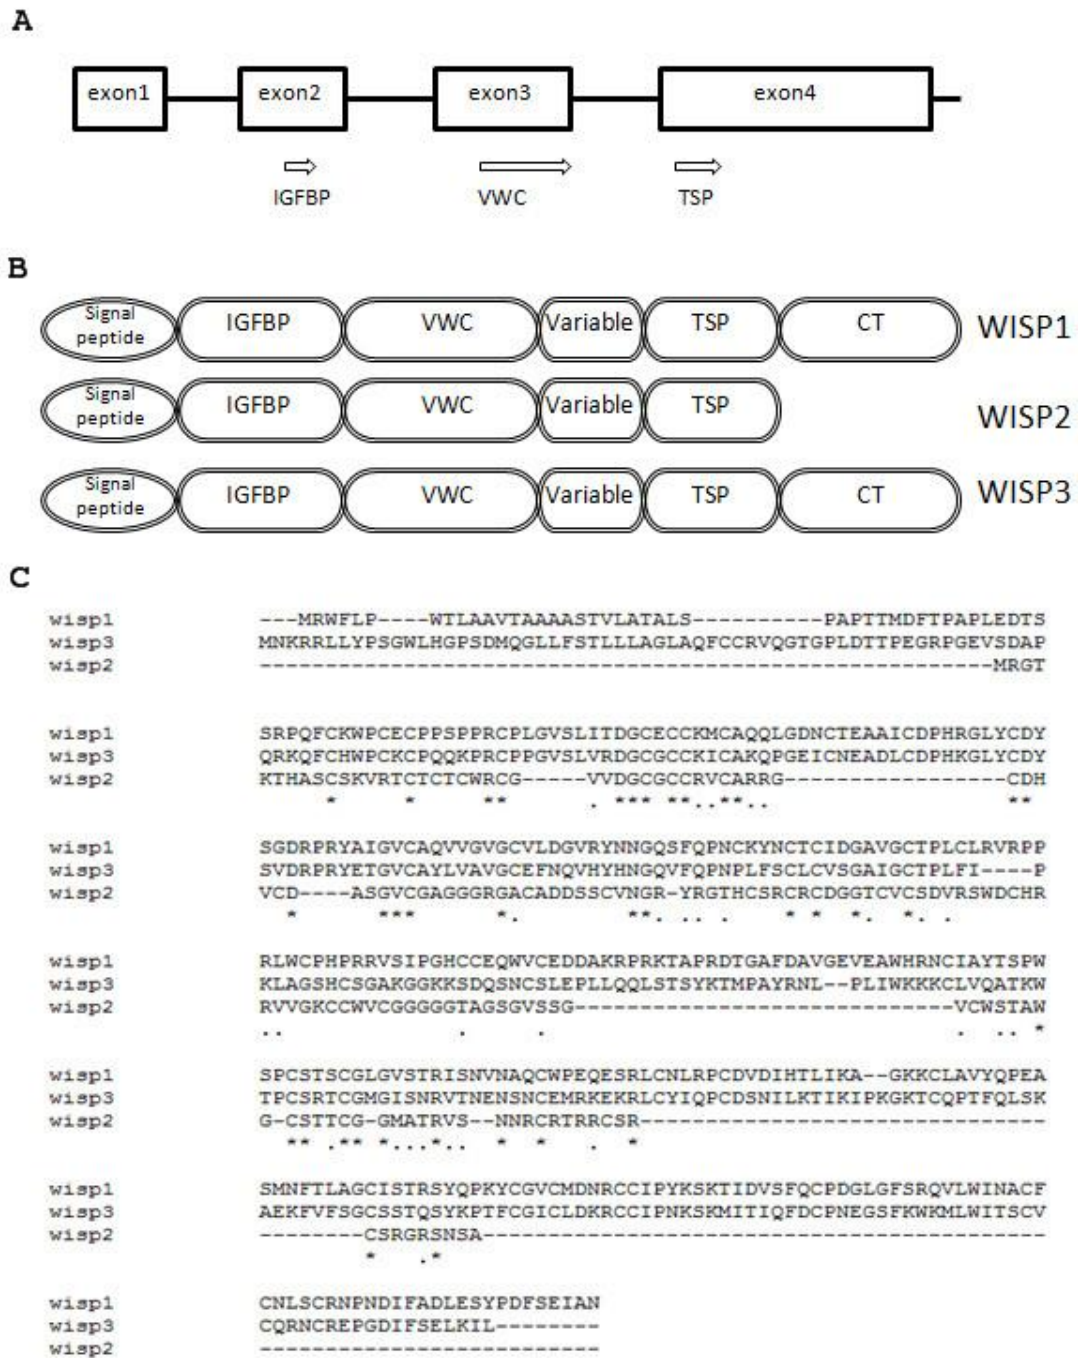 A
exon1 exon2 exon3 exon4
IGFBP VWC TSP
B
Signal peptide IGFBP VWC Variable TSP CT WISP1
Signal peptide IGFBP VWC Variable TSP WISP2
Signal peptide IGFBP VWC Variable TSP CT WISP3
C
wisp1 ---MRWFLP----WTLAAVTAAAASTVLATALS----------PAPTTMDFTPAPLEDTS
wisp3 MNKRRLLYPSGWLHGPSDMQGLLFSTLLLAGLAQFCCRVQGTGPLDTTPEGRPGEVSDAP
wisp2 --------------------------------------------------------MRGT
wisp1 SRPQFCKWPCECPPSPPRCPLGVSLITDGCECCKMCAQQLGDNCTEAAICDPHRGLYCDY
wisp3 QRKQFCHWPCKCPQQKPRCPPGVSLVRDGCGCCKICAKQPGEICNEADLCDPHKGLYCDY
wisp2 KTHASCSKVRTCTCTCWRCG-----VVDGCGCCRVCARRG-----------------CDH
* * ** . *** **..**.. **
wisp1 SGDRPRYAIGVCAQVVGVGCVLDGVRYNNGQSFQPNCKYNCTCIDGAVGCTPLCLRVRPP
wisp3 SVDRPRYETGVCAYLVAVGCEFNQVHYHNGQVFQPNPLFSCLCVSGAIGCTPLFI----P
wisp2 VCD----ASGVCGAGGGRGACADDSSCVNGR-YRGTHCSRCRCDGGTCVCSDVRSWDCHR
* *** *. **. .. . * * *. *. .
wisp1 RLWCPHPRRVSIPGHCCEQWVCEDDAKRPRKTAPRDTGAFDAVGEVEAWHRNCIAYTSPW
wisp3 KLAGSHCSGAKGGKKSDQSNCSLEPLLQQLSTSYKTMPAYRNL--PLIWKKKCLVQATKW
wisp2 RVVGKCCWVCGGGGGTAGSGVSSG-----------------------------VCWSTAW
.. . . . .. *
wisp1 SPCSTSCGLGVSTRISNVNAQCWPEQESRLCNLRPCDVDIHTLIKA--GKKCLAVYQPEA
wisp3 TPCSRTCGMGISNRVTNENSNCEMRKEKRLCYIQPCDSNILKTIKIPKGKTCQPTFQLSK
wisp2 G-CSTTCG-GMATRVS--NNRCRTRRCSR-------------------------------
** .** *...*.. * * . *
wisp1 SMNFTLAGCISTRSYQPKYCGVCMDNRCCIPYKSKTIDVSFQCPDGLGFSRQVLWINACF
wisp3 AEKFVFSGCSSTQSYKPTFCGICLDKRCCIPNKSKMITIQFDCPNEGSFKWKMLWITSCV
wisp2 --------CSRGRSNSA-------------------------------------------
* .*
wisp1 CNLSCRNPNDIFADLESYPDFSEIAN
wisp3 CQRNCREPGDIFSELKIL--------
wisp2 --------------------------